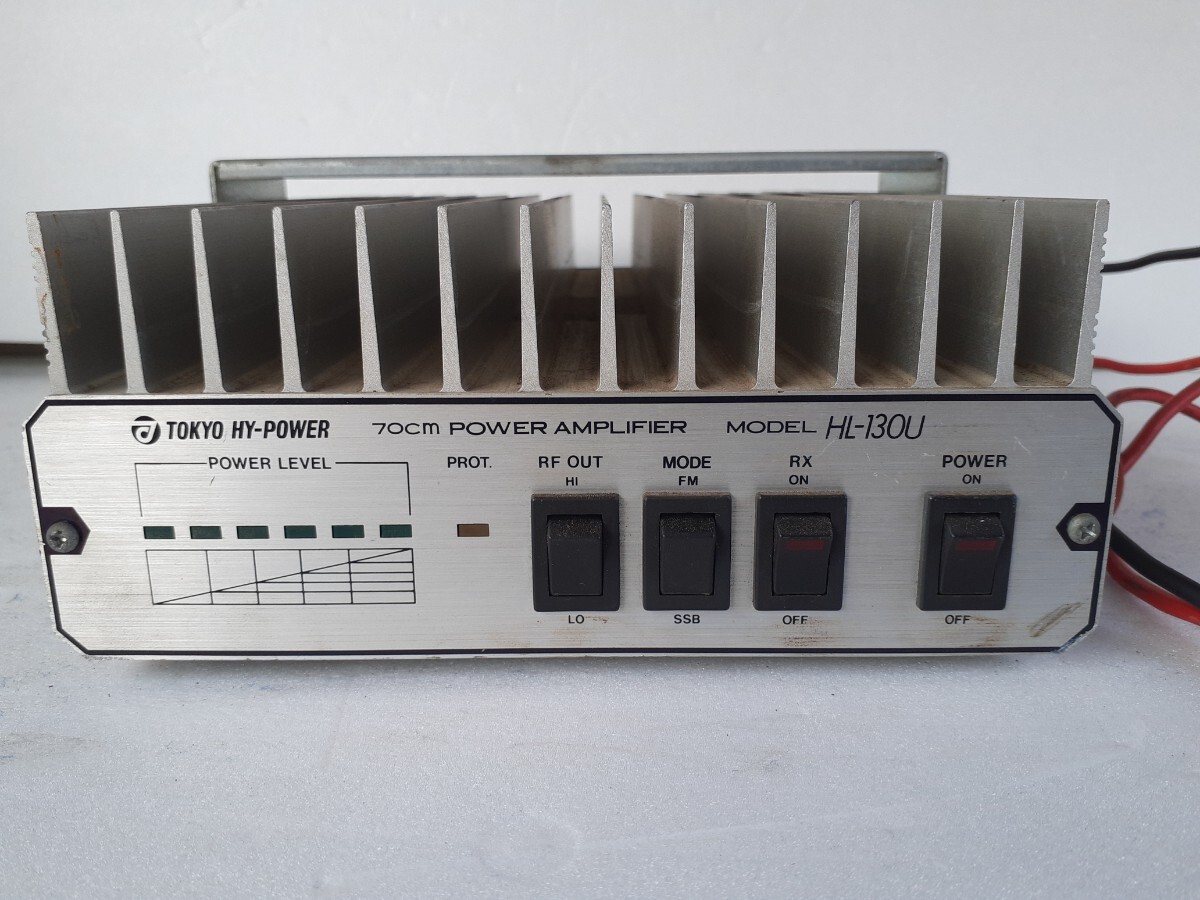 TOKYO HY-POWER 70cm POWER AMPLIFIER MODEL HL-130U
POWER LEVEL PROT. RF OUT MODE RX POWER
HI FM ON ON
LO SSB OFF OFF